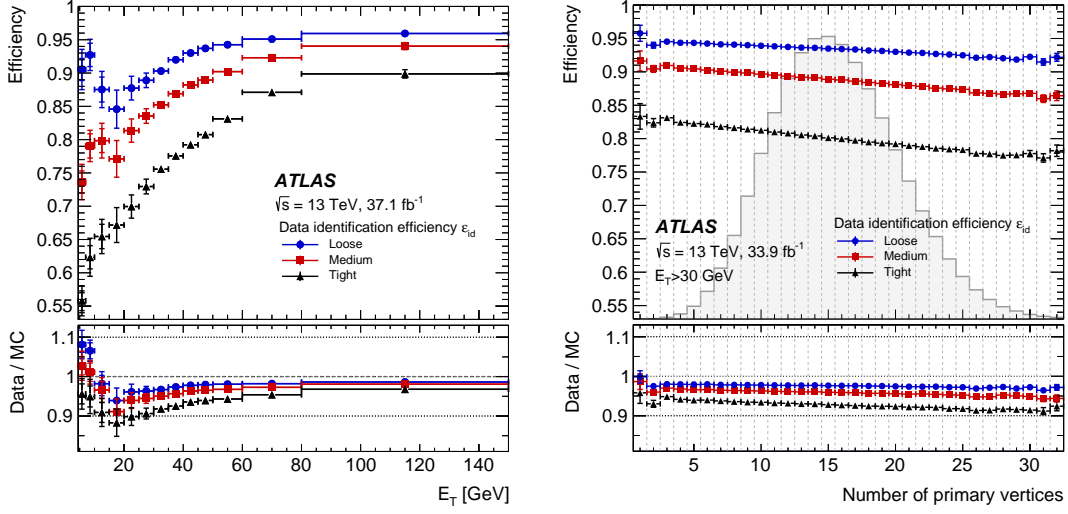 Efficiency
1
0.95
0.9
0.85
0.8
0.75
0.7
0.65
0.6
0.55
ATLAS
√s = 13 TeV, 37.1 fb⁻¹
Data identification efficiency ε_id
Loose
Medium
Tight
Data / MC
1.1
1
0.9
20 40 60 80 100 120 140
E_T [GeV]
Efficiency
1
0.95
0.9
0.85
0.8
0.75
0.7
0.65
0.6
0.55
ATLAS
√s = 13 TeV, 33.9 fb⁻¹
E_T>30 GeV
Data identification efficiency ε_id
Loose
Medium
Tight
Data / MC
1.1
1
0.9
5 10 15 20 25 30
Number of primary vertices